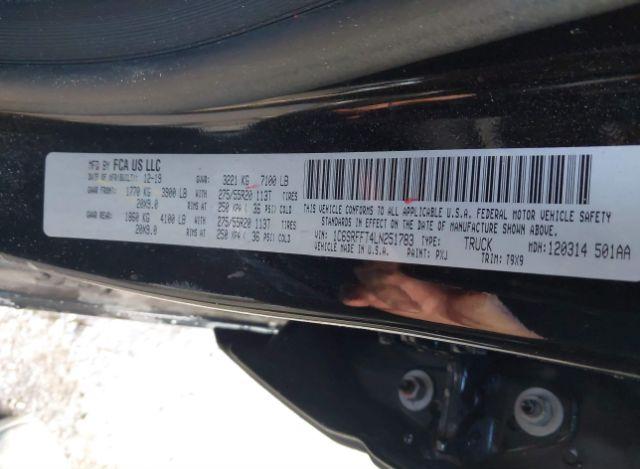 MFD BY FCA US LLC
DATE OF MFR/BUILT: 12-19 GVWR: 3221 KG 7100 LB
GAWR FRONT: 1770 KG 3900 LB WITH 275/55R20 113T TIRES
20X9.0 RIMS AT 250 KPA ( 36 PSI) COLD
GAWR REAR: 1860 KG 4100 LB WITH 275/55R20 113T TIRES
20X9.0 RIMS AT 250 KPA ( 36 PSI) COLD
THIS VEHICLE CONFORMS TO ALL APPLICABLE U.S.A. FEDERAL MOTOR VEHICLE SAFETY
STANDARDS IN EFFECT ON THE DATE OF MANUFACTURE SHOWN ABOVE.
VIN: 1C6SRFFT4LN251783 TYPE: TRUCK MDH: 120314 501AA
VEHICLE MADE IN U.S.A. PAINT: PXJ TRIM: T9X9